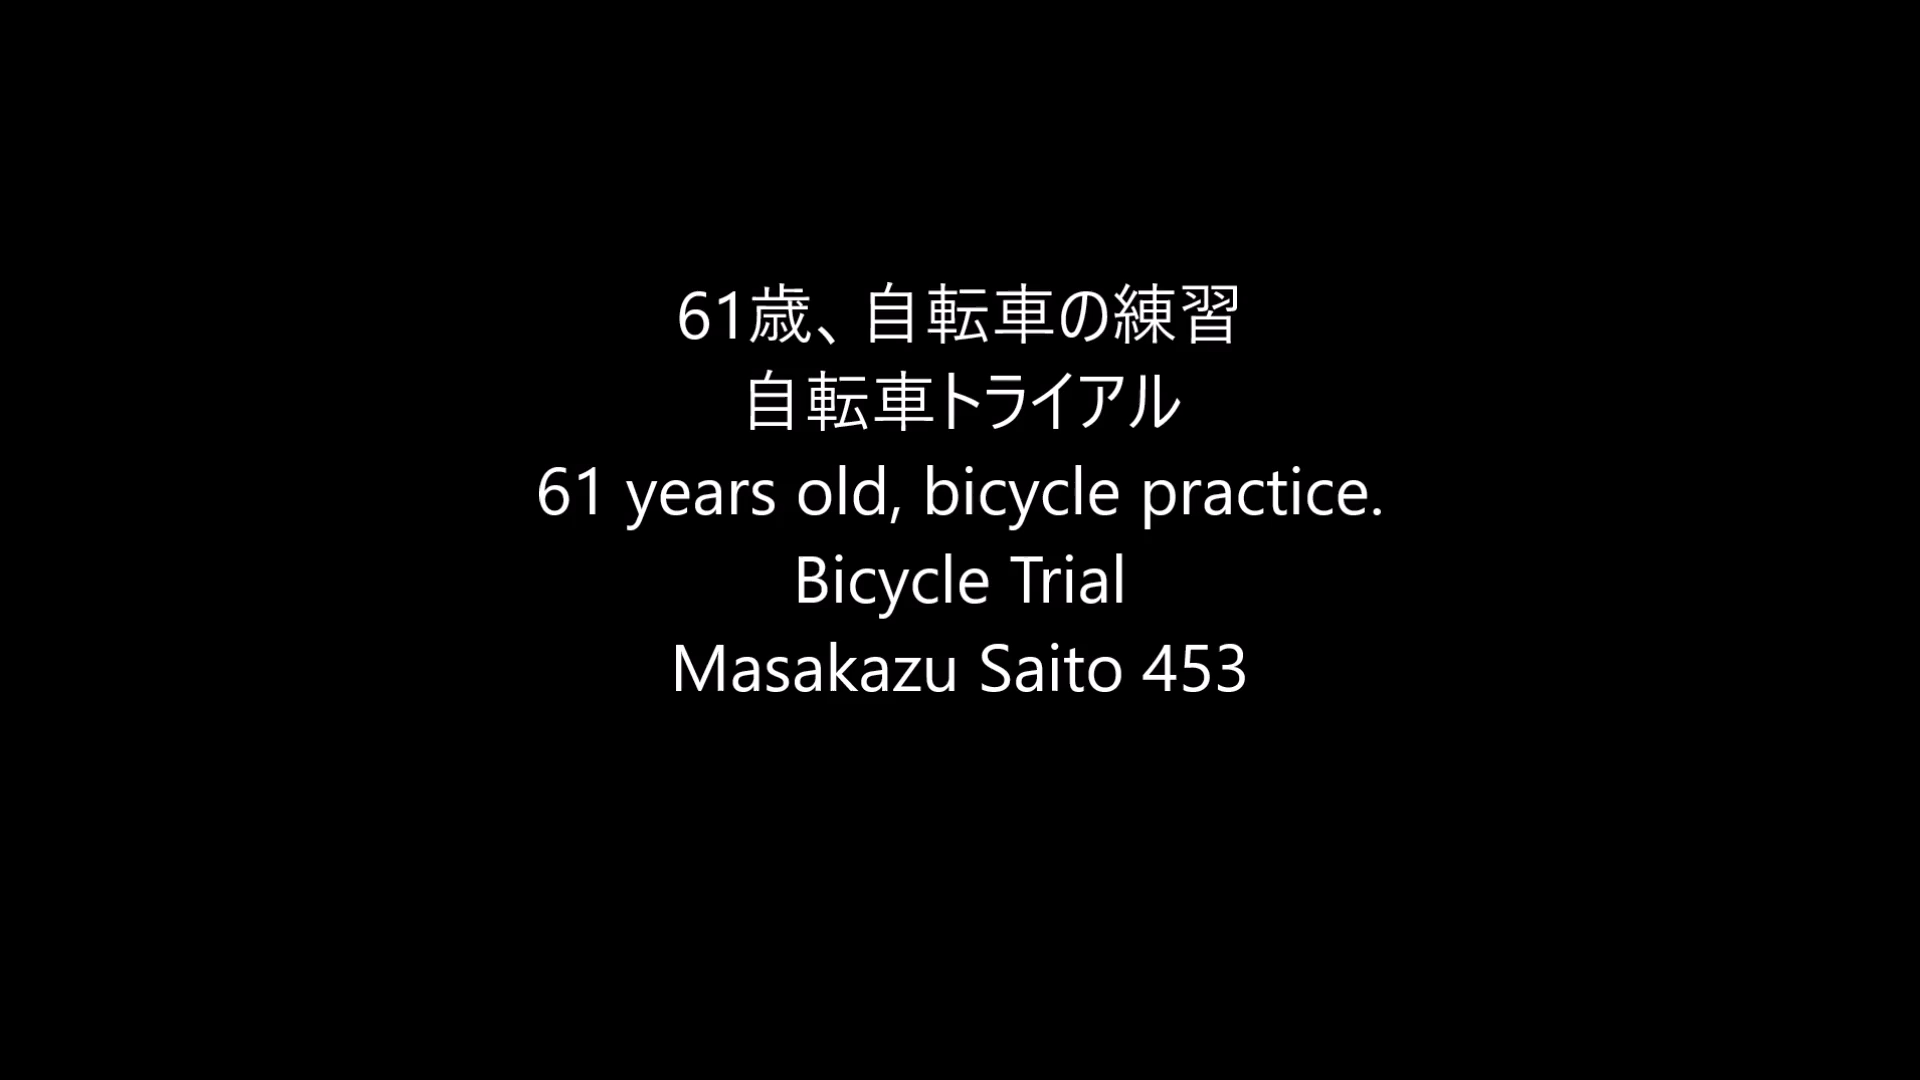 61歳、自転車の練習
自転車トライアル
61 years old, bicycle practice.
Bicycle Trial
Masakazu Saito 453